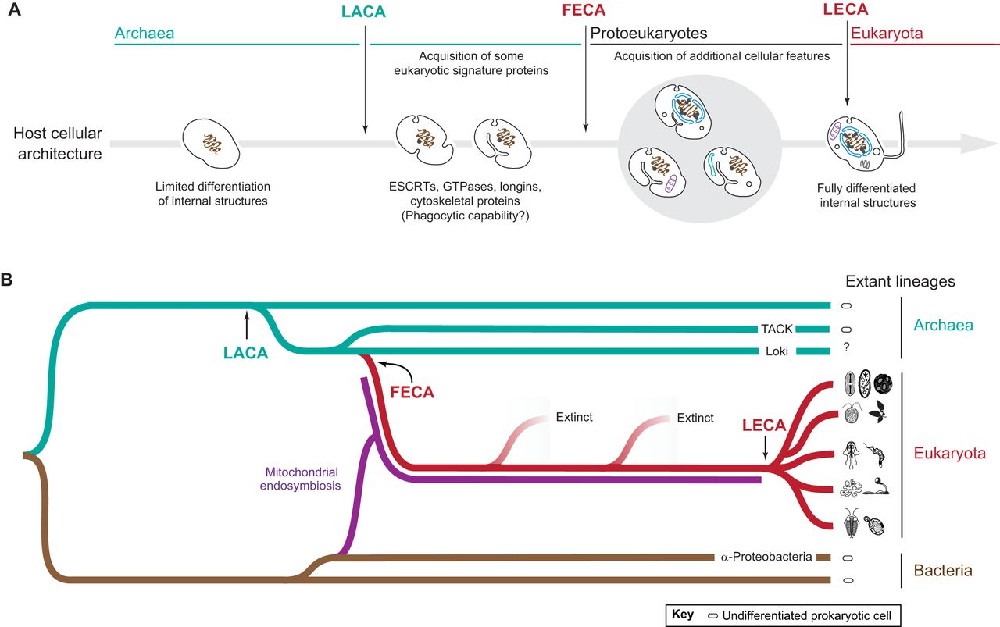 A
LACA
FECA
LECA
Archaea
Protoeukaryotes
Eukaryota
Acquisition of some
eukaryotic signature proteins
Acquisition of additional cellular features
Host cellular
architecture
Limited differentiation
of internal structures
ESCRTs, GTPases, longins,
cytoskeletal proteins
(Phagocytic capability?)
Fully differentiated
internal structures
B
Extant lineages
LACA
TACK
Loki
?
Archaea
FECA
Extinct
Extinct
LECA
Mitochondrial
endosymbiosis
Eukaryota
α-Proteobacteria
Bacteria
Key
Undifferentiated prokaryotic cell